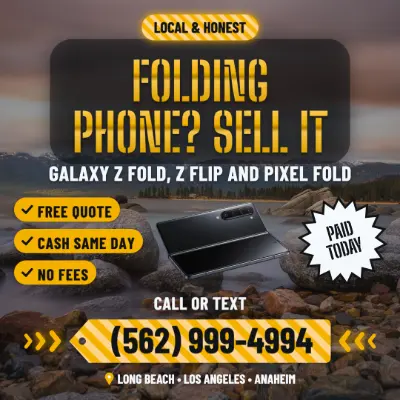 LOCAL & HONEST
FOLDING
PHONE? SELL IT
GALAXY Z FOLD, Z FLIP AND PIXEL FOLD
FREE QUOTE
CASH SAME DAY
NO FEES
PAID
TODAY
CALL OR TEXT
(562) 999-4994
LONG BEACH • LOS ANGELES • ANAHEIM